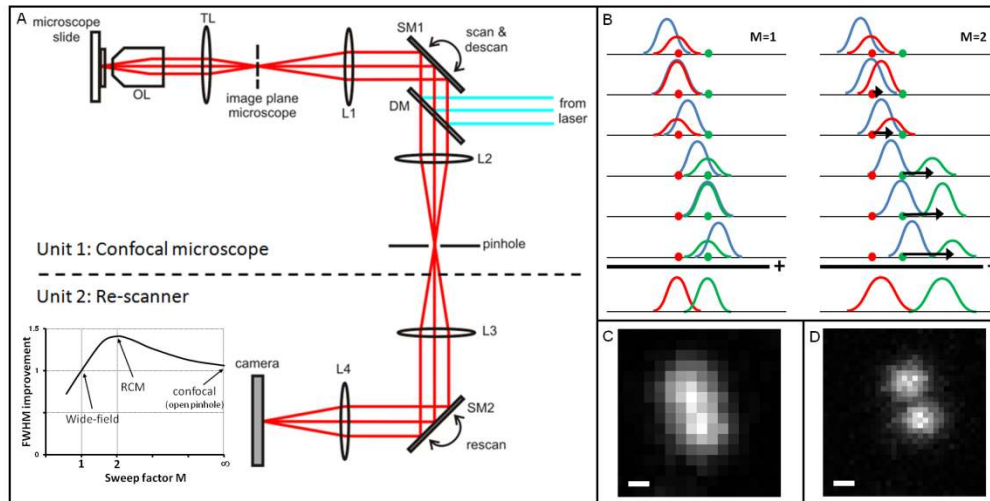 A
microscope
slide
OL
TL
image plane
microscope
L1
SM1
scan &
descan
DM
from
laser
L2
pinhole
Unit 1: Confocal microscope
Unit 2: Re-scanner
L3
SM2
rescan
L4
camera
FWHM improvement
1.5
1
0
RCM
Wide-field
confocal
(open pinhole)
1
2
∞
Sweep factor M
B
M=1
M=2
+
C
D